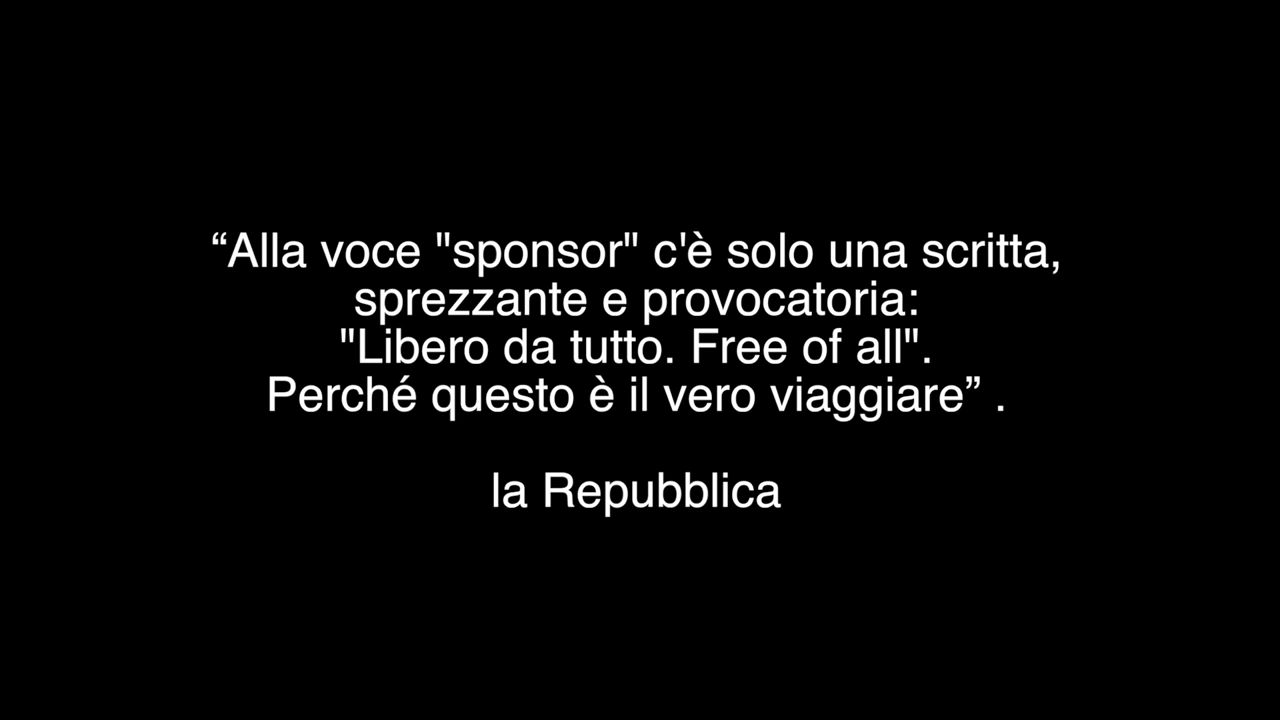 “Alla voce "sponsor" c'è solo una scritta,
sprezzante e provocatoria:
"Libero da tutto. Free of all".
Perché questo è il vero viaggiare” .
la Repubblica